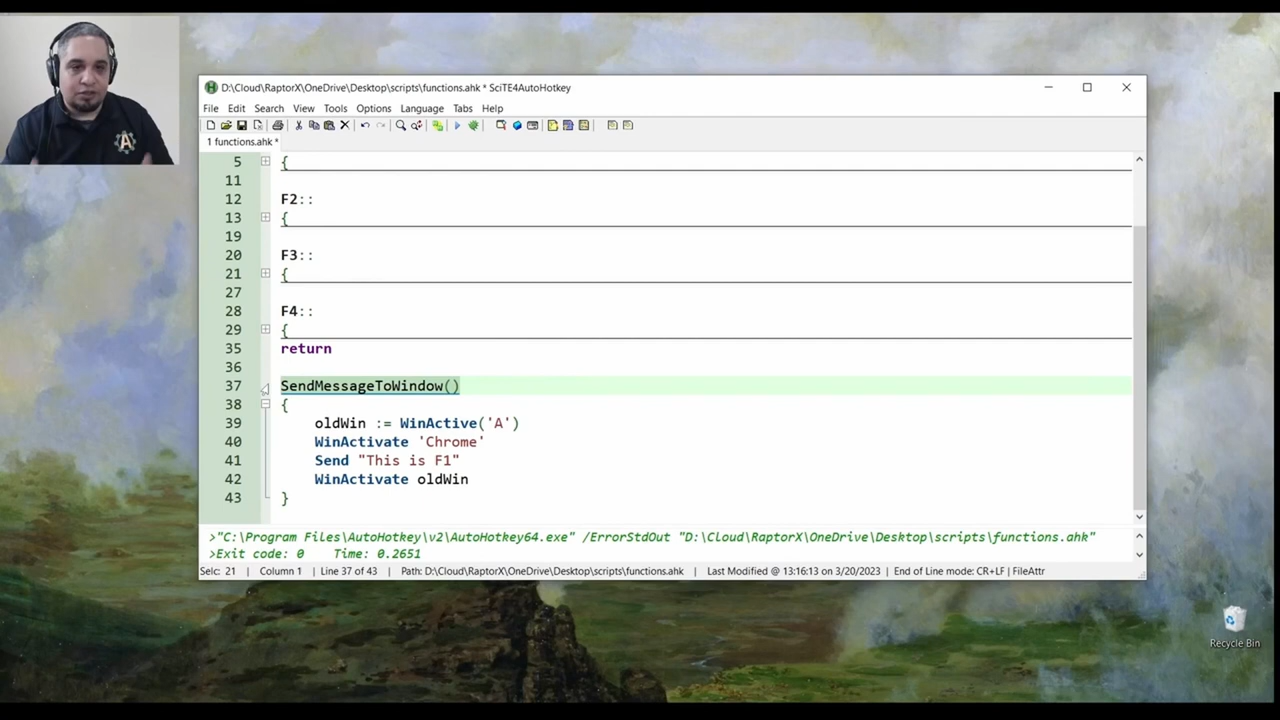 D:\Cloud\RaptorX\OneDrive\Desktop\scripts\functions.ahk * SciTE4AutoHotkey
File Edit Search View Tools Options Language Tabs Help
1 functions.ahk *
5 {
11
12 F2::
13 {
19
20 F3::
21 {
27
28 F4::
29 {
35 return
36
37 SendMessageToWindow()
38 {
39 oldWin := WinActive('A')
40 WinActivate 'Chrome'
41 Send "This is F1"
42 WinActivate oldWin
43 }
>"C:\Program Files\AutoHotkey\v2\AutoHotkey64.exe" /ErrorStdOut "D:\CLoud\RaptorX\OneDrive\Desktop\scripts\functions.ahk"
>Exit code: 0 Time: 0.2651
Selc: 21 | Column 1 | Line 37 of 43 | Path: D:\Cloud\RaptorX\OneDrive\Desktop\scripts\functions.ahk | Last Modified @ 13:16:13 on 3/20/2023 | End of Line mode: CR+LF | FileAttr
Recycle Bin
A